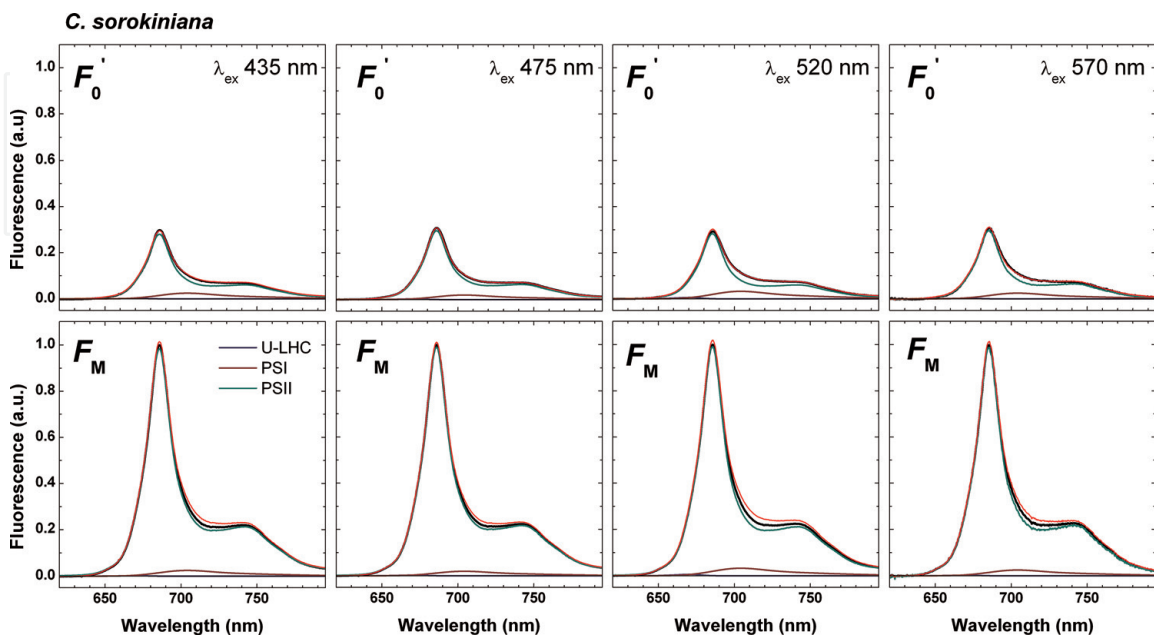 C. sorokiniana
F0' λex 435 nm
F0' λex 475 nm
F0' λex 520 nm
F0' λex 570 nm
Fluorescence (a.u)
1.0
0.8
0.6
0.4
0.2
0.0
FM
U-LHC
PSI
PSII
FM
FM
FM
Fluorescence (a.u.)
1.0
0.8
0.6
0.4
0.2
0.0
650 700 750
650 700 750
650 700 750
650 700 750
Wavelength (nm)
Wavelength (nm)
Wavelength (nm)
Wavelength (nm)